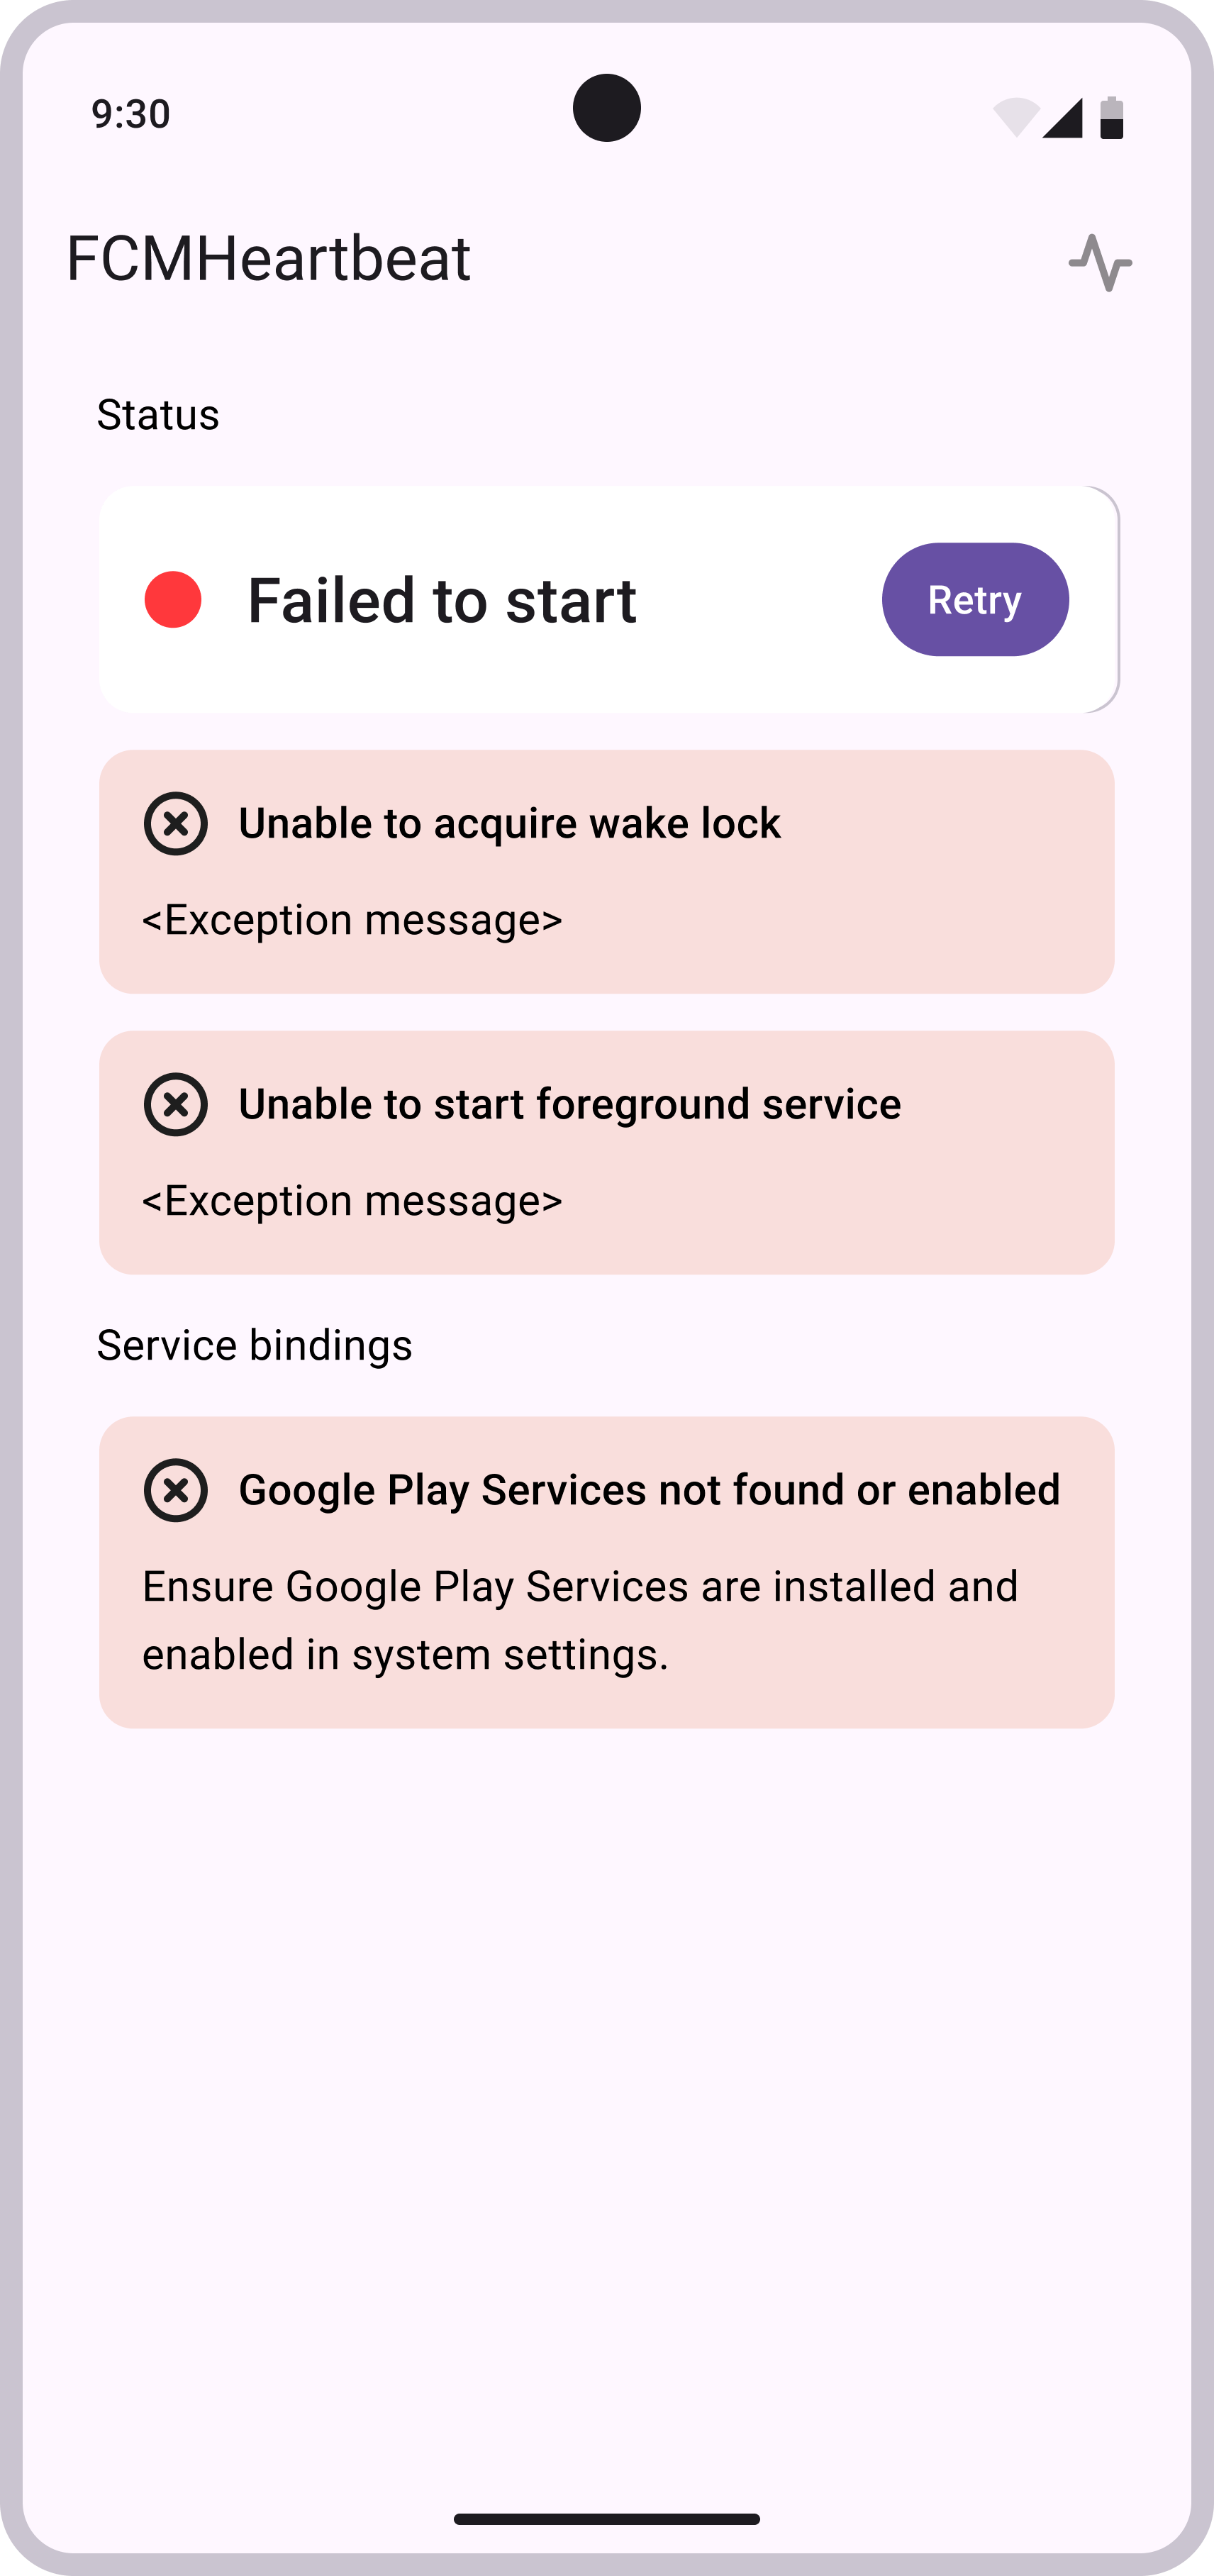 9:30
FCMHeartbeat
Status
Failed to start
Retry
Unable to acquire wake lock
<Exception message>
Unable to start foreground service
<Exception message>
Service bindings
Google Play Services not found or enabled
Ensure Google Play Services are installed and
enabled in system settings.